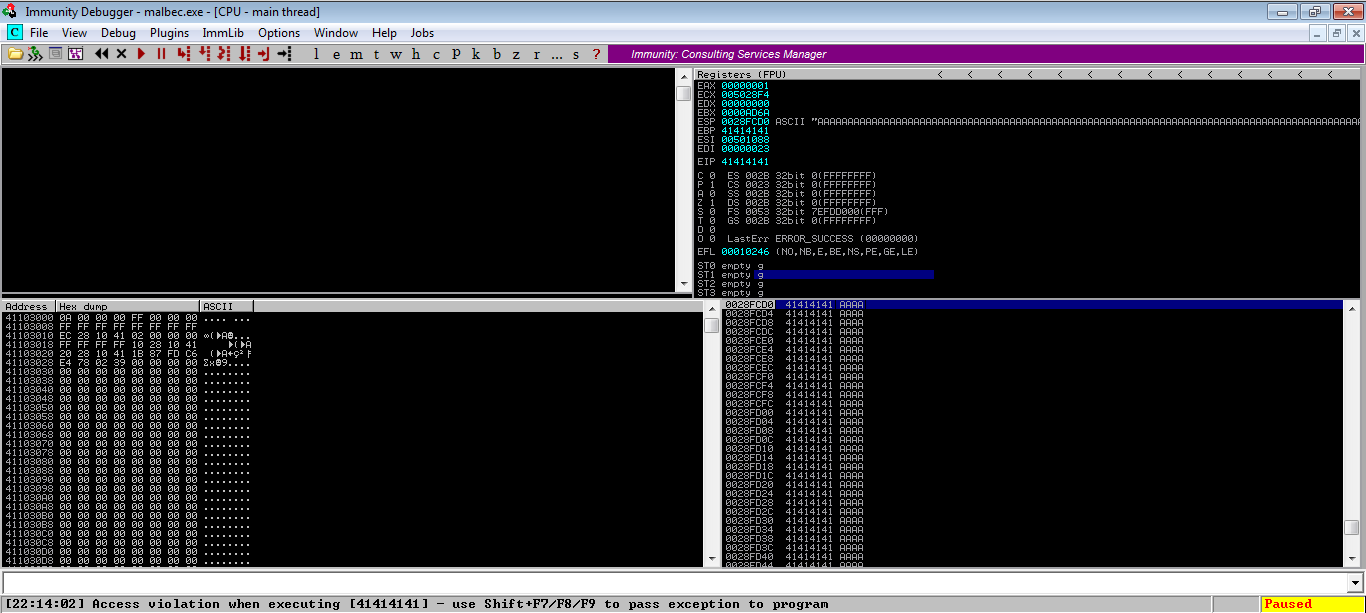 Immunity Debugger - malbec.exe - [CPU - main thread]
C File View Debug Plugins ImmLib Options Window Help Jobs
l e m t w h c P k b z r ... s ? Immunity: Consulting Services Manager
Registers (FPU) < < < < < < < < < < < < < <
EAX 00000001
ECX 005028F4
EDX 00000000
EBX 0000AD6A
ESP 0028FCD0 ASCII "AAAAAAAAAAAAAAAAAAAAAAAAAAAAAAAAAAAAAAAAAAAAAAAAAAAAAAAAAAAAAAAAAAAAAAAAAAAAAAAAAAAAAAAAAAAA
EBP 41414141
ESI 00501088
EDI 00000023
EIP 41414141
C 0 ES 002B 32bit 0(FFFFFFFF)
P 1 CS 0023 32bit 0(FFFFFFFF)
A 0 SS 002B 32bit 0(FFFFFFFF)
Z 1 DS 002B 32bit 0(FFFFFFFF)
S 0 FS 0053 32bit 7EFDD000(FFF)
T 0 GS 002B 32bit 0(FFFFFFFF)
D 0
O 0 LastErr ERROR_SUCCESS (00000000)
EFL 00010246 (NO,NB,E,BE,NS,PE,GE,LE)
ST0 empty g
ST1 empty g
ST2 empty g
ST3 empty g
Address Hex dump ASCII
41103000 0A 00 00 00 FF 00 00 00 .... ...
41103008 FF FF FF FF FF FF FF FF
41103010 EC 28 10 41 02 00 00 00 ∞(►A☻...
41103018 FF FF FF FF 10 28 10 41 ►(►A
41103020 20 28 10 41 1B 87 FD C6 (►A←ç²╞
41103028 E4 78 02 39 00 00 00 00 Σx☻9....
41103030 00 00 00 00 00 00 00 00 ........
41103038 00 00 00 00 00 00 00 00 ........
41103040 00 00 00 00 00 00 00 00 ........
41103048 00 00 00 00 00 00 00 00 ........
41103050 00 00 00 00 00 00 00 00 ........
41103058 00 00 00 00 00 00 00 00 ........
41103060 00 00 00 00 00 00 00 00 ........
41103068 00 00 00 00 00 00 00 00 ........
41103070 00 00 00 00 00 00 00 00 ........
41103078 00 00 00 00 00 00 00 00 ........
41103080 00 00 00 00 00 00 00 00 ........
41103088 00 00 00 00 00 00 00 00 ........
41103090 00 00 00 00 00 00 00 00 ........
41103098 00 00 00 00 00 00 00 00 ........
411030A0 00 00 00 00 00 00 00 00 ........
411030A8 00 00 00 00 00 00 00 00 ........
411030B0 00 00 00 00 00 00 00 00 ........
411030B8 00 00 00 00 00 00 00 00 ........
411030C0 00 00 00 00 00 00 00 00 ........
411030C8 00 00 00 00 00 00 00 00 ........
411030D0 00 00 00 00 00 00 00 00 ........
411030D8 00 00 00 00 00 00 00 00 ........
0028FCD0 41414141 AAAA
0028FCD4 41414141 AAAA
0028FCD8 41414141 AAAA
0028FCDC 41414141 AAAA
0028FCE0 41414141 AAAA
0028FCE4 41414141 AAAA
0028FCE8 41414141 AAAA
0028FCEC 41414141 AAAA
0028FCF0 41414141 AAAA
0028FCF4 41414141 AAAA
0028FCF8 41414141 AAAA
0028FCFC 41414141 AAAA
0028FD00 41414141 AAAA
0028FD04 41414141 AAAA
0028FD08 41414141 AAAA
0028FD0C 41414141 AAAA
0028FD10 41414141 AAAA
0028FD14 41414141 AAAA
0028FD18 41414141 AAAA
0028FD1C 41414141 AAAA
0028FD20 41414141 AAAA
0028FD24 41414141 AAAA
0028FD28 41414141 AAAA
0028FD2C 41414141 AAAA
0028FD30 41414141 AAAA
0028FD34 41414141 AAAA
0028FD38 41414141 AAAA
0028FD3C 41414141 AAAA
0028FD40 41414141 AAAA
0028FD44 41414141 AAAA
[22:14:02] Access violation when executing [41414141] - use Shift+F7/F8/F9 to pass exception to program
Paused